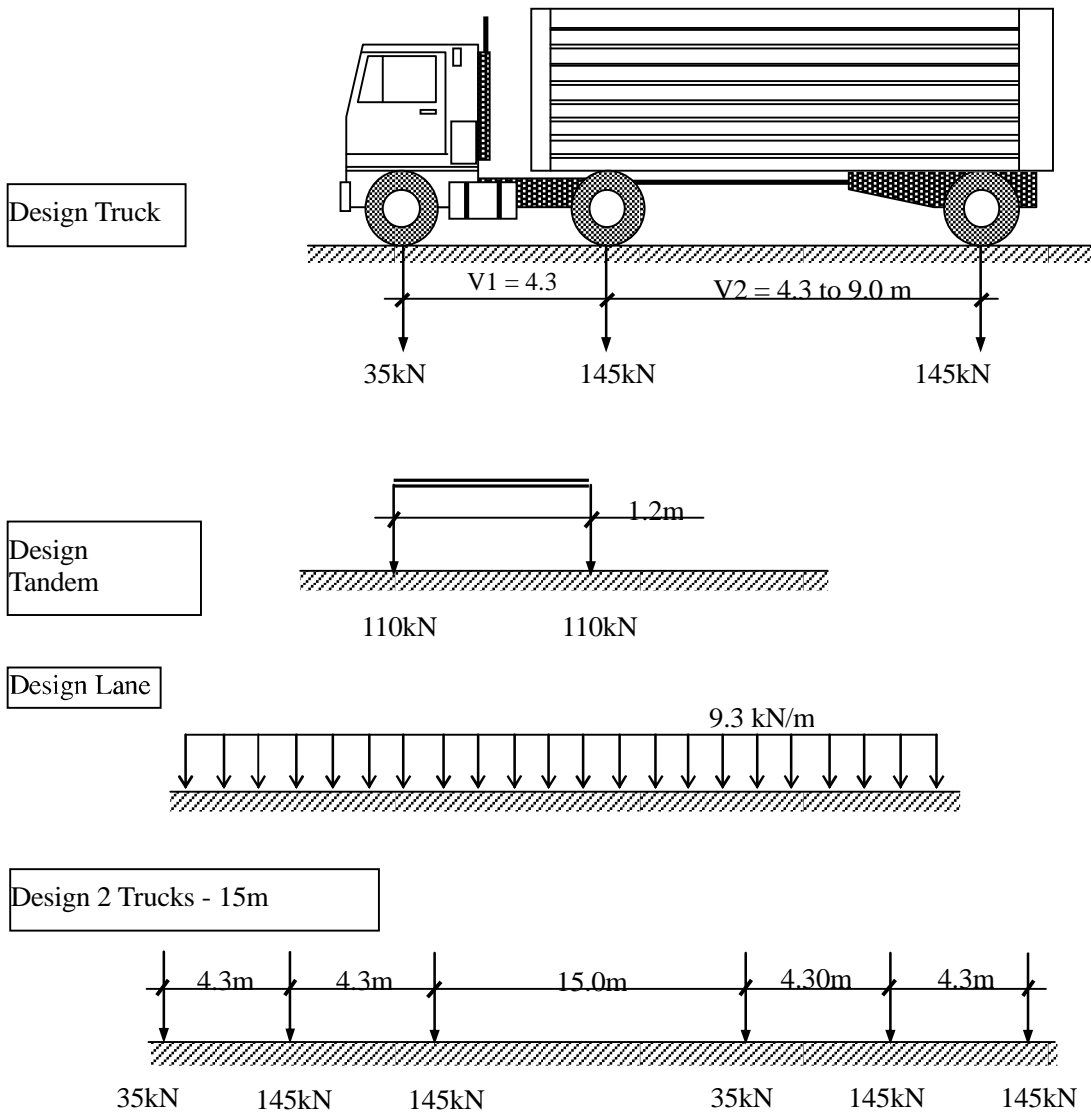 Design Truck
V1 = 4.3
V2 = 4.3 to 9.0 m
35kN 145kN 145kN
1.2m
Design
Tandem
110kN 110kN
Design Lane
9.3 kN/m
Design 2 Trucks - 15m
4.3m 4.3m 15.0m 4.30m 4.3m
35kN 145kN 145kN 35kN 145kN 145kN